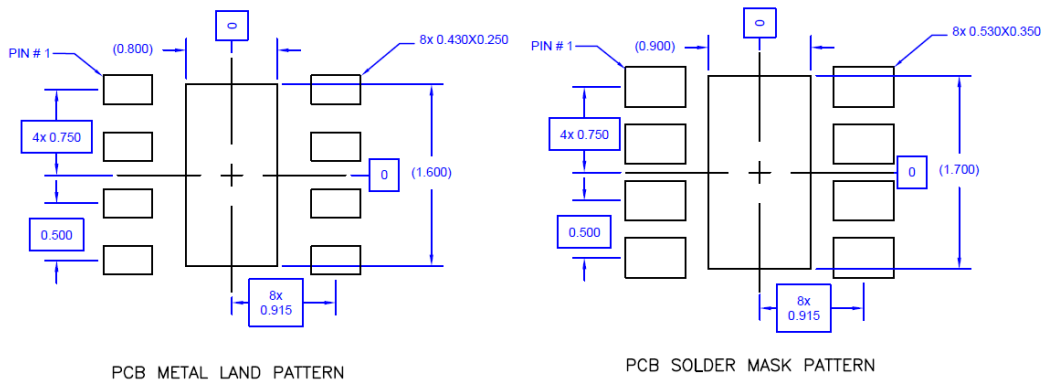 0
(0.800)
PIN # 1
8x 0.430X0.250
4x 0.750
0
(1.600)
0.500
8x
0.915
PCB METAL LAND PATTERN
0
(0.900)
PIN # 1
8x 0.530X0.350
4x 0.750
0
(1.700)
0.500
8x
0.915
PCB SOLDER MASK PATTERN